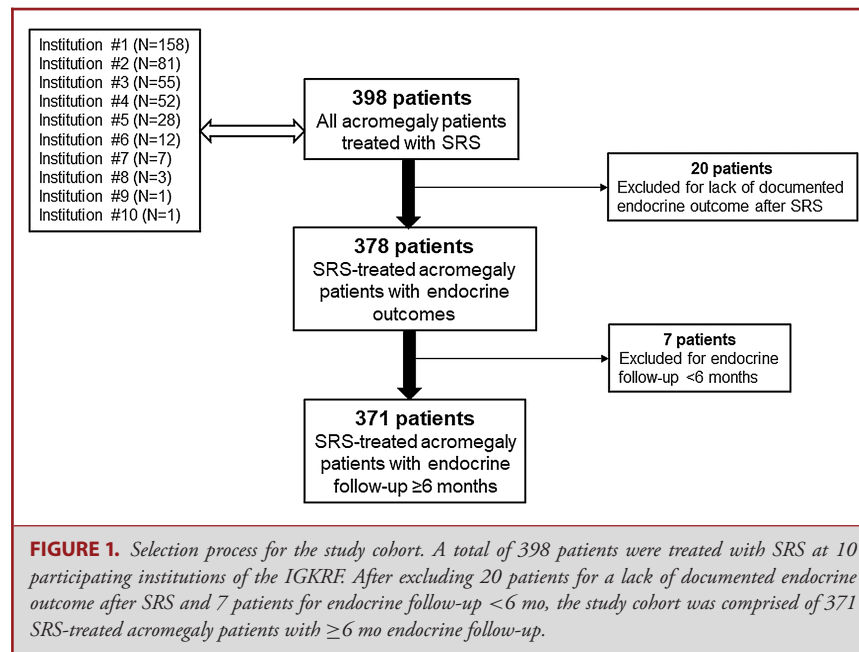 Institution #1 (N=158)
Institution #2 (N=81)
Institution #3 (N=55)
Institution #4 (N=52)
Institution #5 (N=28)
Institution #6 (N=12)
Institution #7 (N=7)
Institution #8 (N=3)
Institution #9 (N=1)
Institution #10 (N=1)
398 patients
All acromegaly patients
treated with SRS
20 patients
Excluded for lack of documented
endocrine outcome after SRS
378 patients
SRS-treated acromegaly
patients with endocrine
outcomes
7 patients
Excluded for endocrine
follow-up <6 months
371 patients
SRS-treated acromegaly
patients with endocrine
follow-up ≥6 months
FIGURE 1. Selection process for the study cohort. A total of 398 patients were treated with SRS at 10
participating institutions of the IGKRF. After excluding 20 patients for a lack of documented endocrine
outcome after SRS and 7 patients for endocrine follow-up <6 mo, the study cohort was comprised of 371
SRS-treated acromegaly patients with ≥6 mo endocrine follow-up.